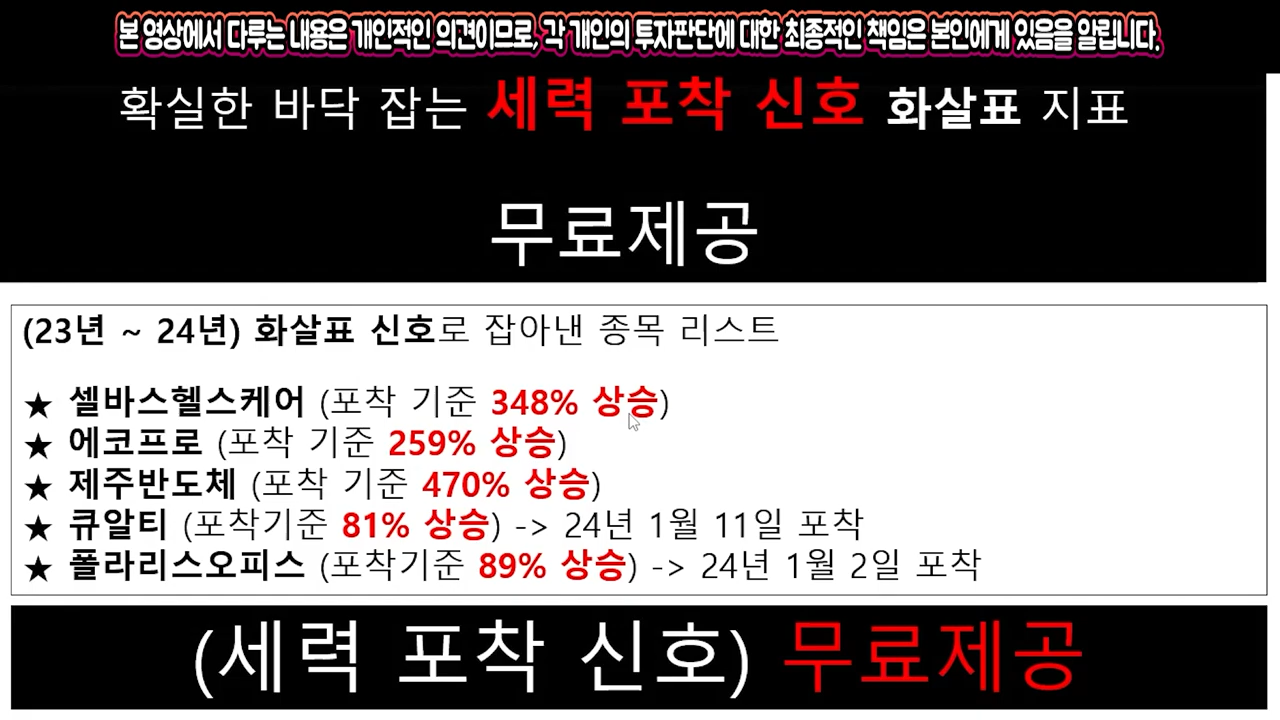 본 영상에서 다루는 내용은 개인적인 의견이므로, 각 개인의 투자판단에 대한 최종적인 책임은 본인에게 있음을 알립니다.
확실한 바닥 잡는 세력 포착 신호 화살표 지표
무료제공
(23년 ~ 24년) 화살표 신호로 잡아낸 종목 리스트
★ 셀바스헬스케어 (포착 기준 348% 상승)
★ 에코프로 (포착 기준 259% 상승)
★ 제주반도체 (포착 기준 470% 상승)
★ 큐알티 (포착기준 81% 상승) -> 24년 1월 11일 포착
★ 폴라리스오피스 (포착기준 89% 상승) -> 24년 1월 2일 포착
(세력 포착 신호) 무료제공